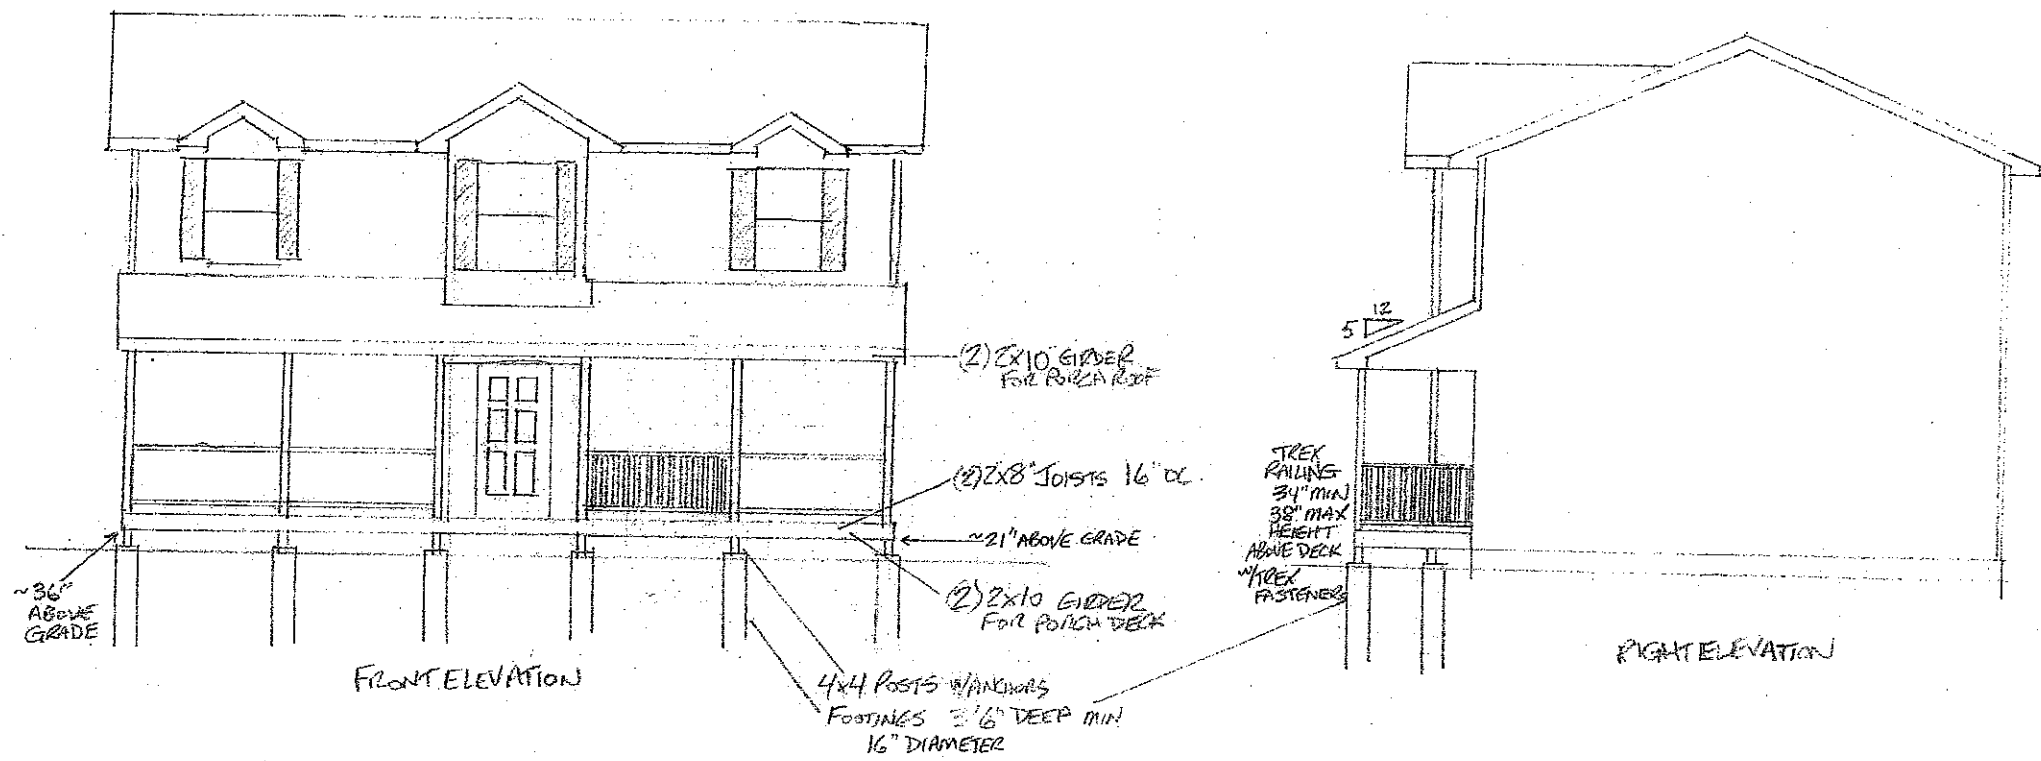 12
5
(2) 2X10" GIRDER
FOR PORCH ROOF
(2) 2X8" JOISTS 16" OC
~21" ABOVE GRADE
(2) 2X10 GIRDER
FOR PORCH DECK
~36"
ABOVE
GRADE
FRONT ELEVATION
4x4 POSTS W/ANCHORS
FOOTINGS 3'6" DEEP MIN
16" DIAMETER
TREX
RAILING
34" MIN
38" MAX
HEIGHT
ABOVE DECK
W/TREX
FASTENERS
RIGHT ELEVATION